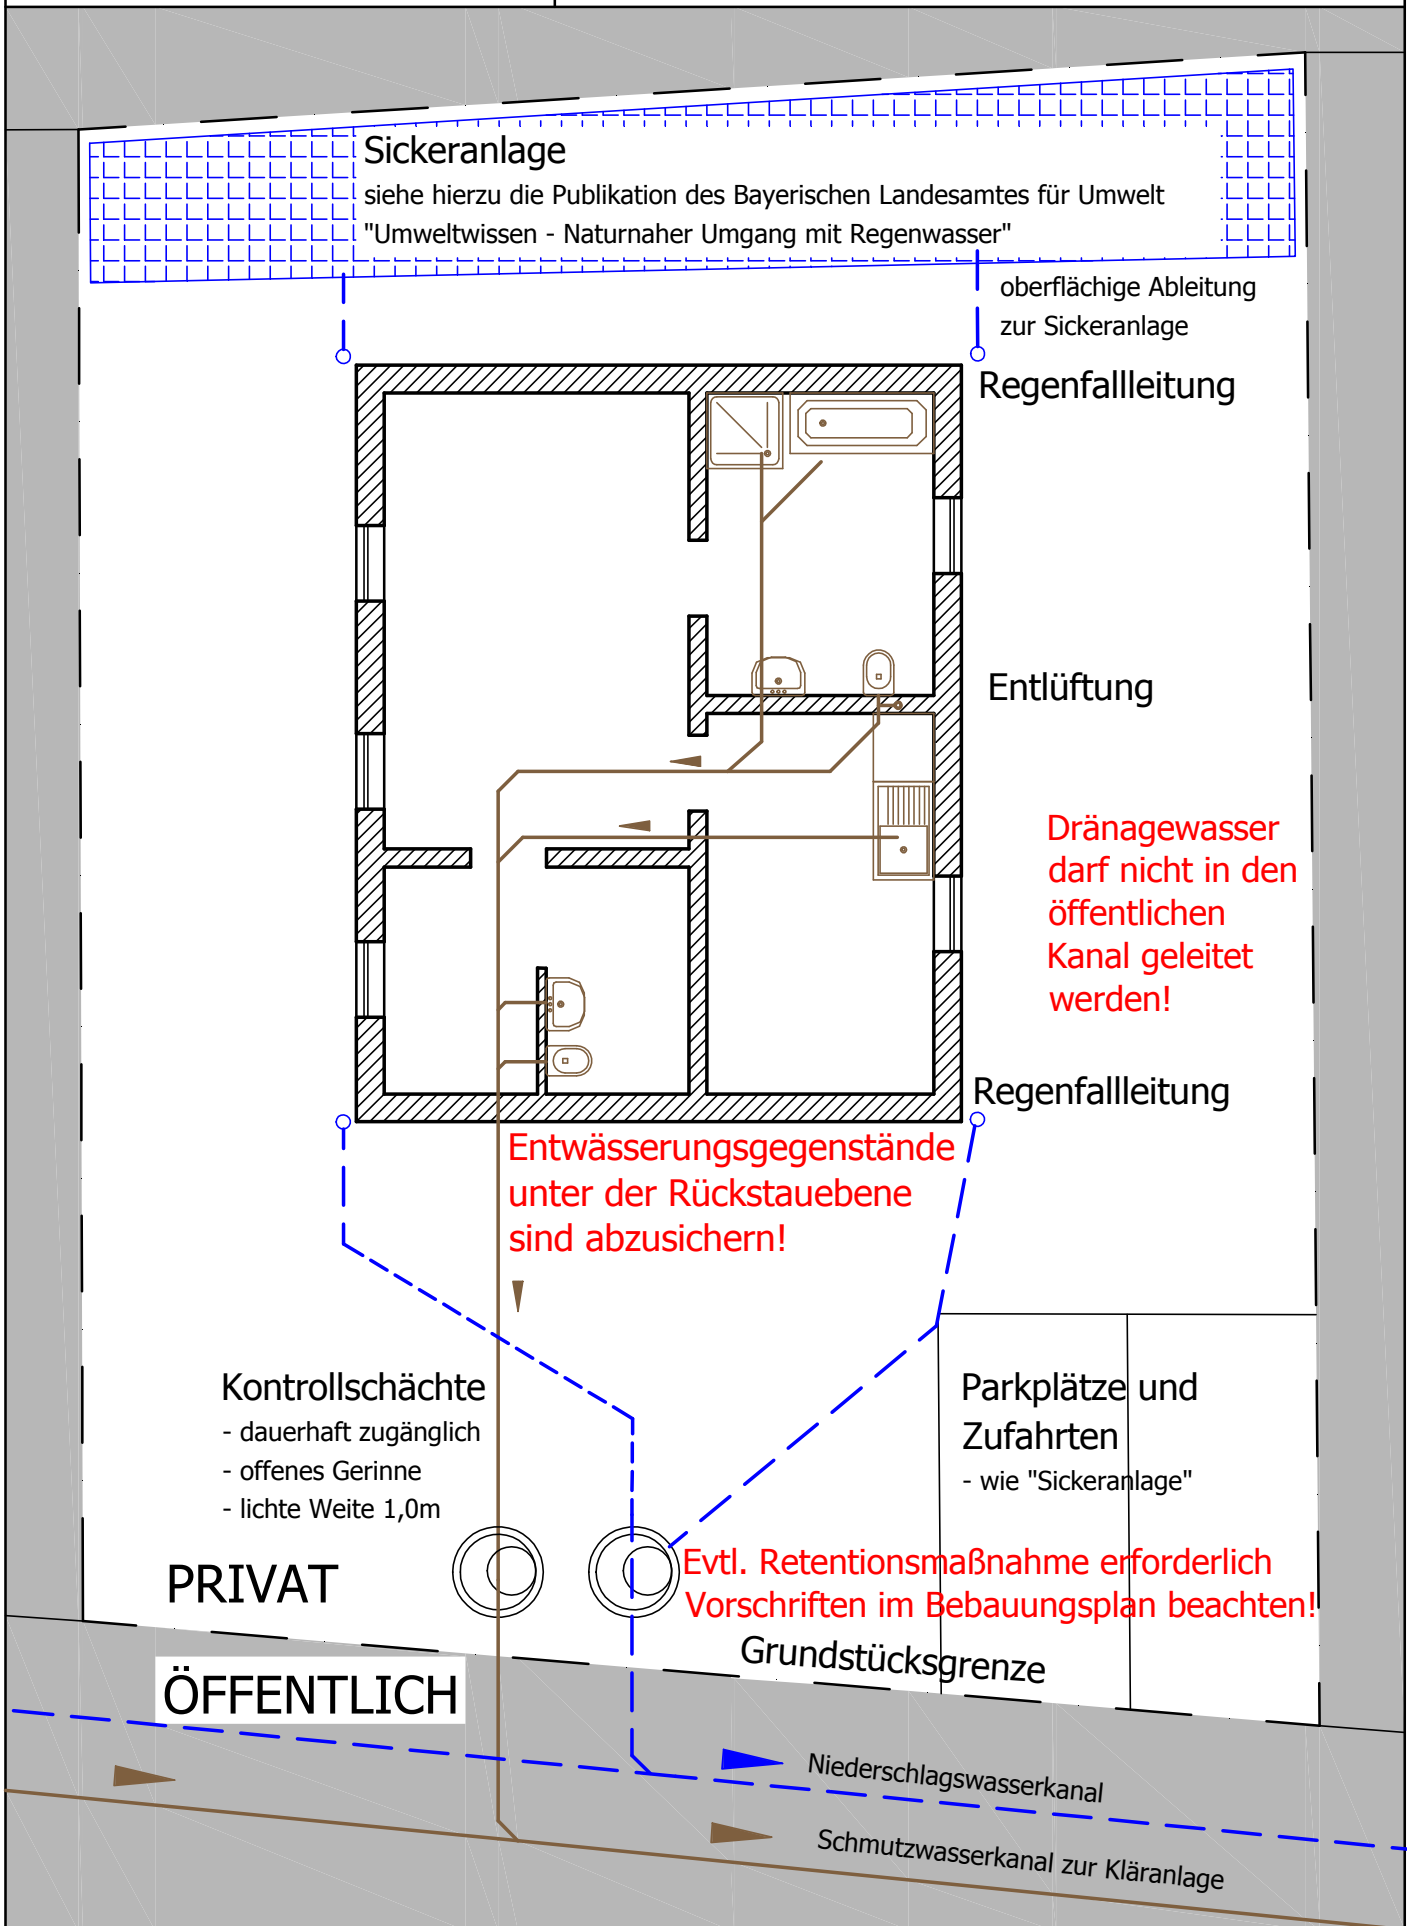 Sickeranlage
siehe hierzu die Publikation des Bayerischen Landesamtes für Umwelt
"Umweltwissen - Naturnaher Umgang mit Regenwasser"
oberflächige Ableitung
zur Sickeranlage
Regenfallleitung
Entlüftung
Dränagewasser
darf nicht in den
öffentlichen
Kanal geleitet
werden!
Regenfallleitung
Entwässerungsgegenstände
unter der Rückstauebene
sind abzusichern!
Kontrollschächte
- dauerhaft zugänglich
- offenes Gerinne
- lichte Weite 1,0m
Parkplätze und
Zufahrten
- wie "Sickeranlage"
Evtl. Retentionsmaßnahme erforderlich
Vorschriften im Bebauungsplan beachten!
PRIVAT
Grundstücksgrenze
ÖFFENTLICH
Niederschlagswasserkanal
Schmutzwasserkanal zur Kläranlage